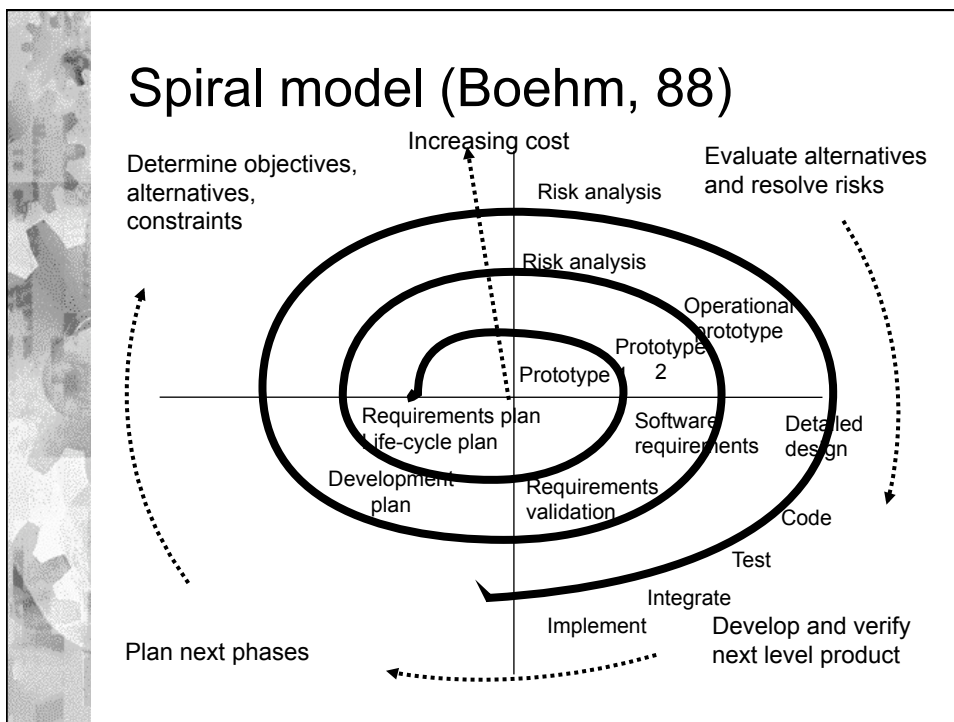 Spiral model (Boehm, 88)
Increasing cost
Determine objectives,
alternatives,
constraints
Evaluate alternatives
and resolve risks
Risk analysis
Risk analysis
Operational
prototype
Prototype
2
Prototype 1
Requirements plan
Life-cycle plan
Software
requirements
Detailed
design
Development
plan
Requirements
validation
Code
Test
Integrate
Implement
Develop and verify
next level product
Plan next phases